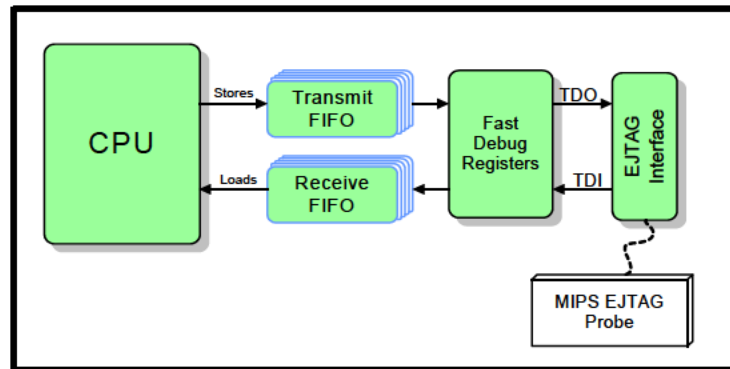 CPU
Stores
Transmit
FIFO
Loads
Receive
FIFO
Fast
Debug
Registers
TDO
TDI
EJTAG
Interface
MIPS EJTAG
Probe